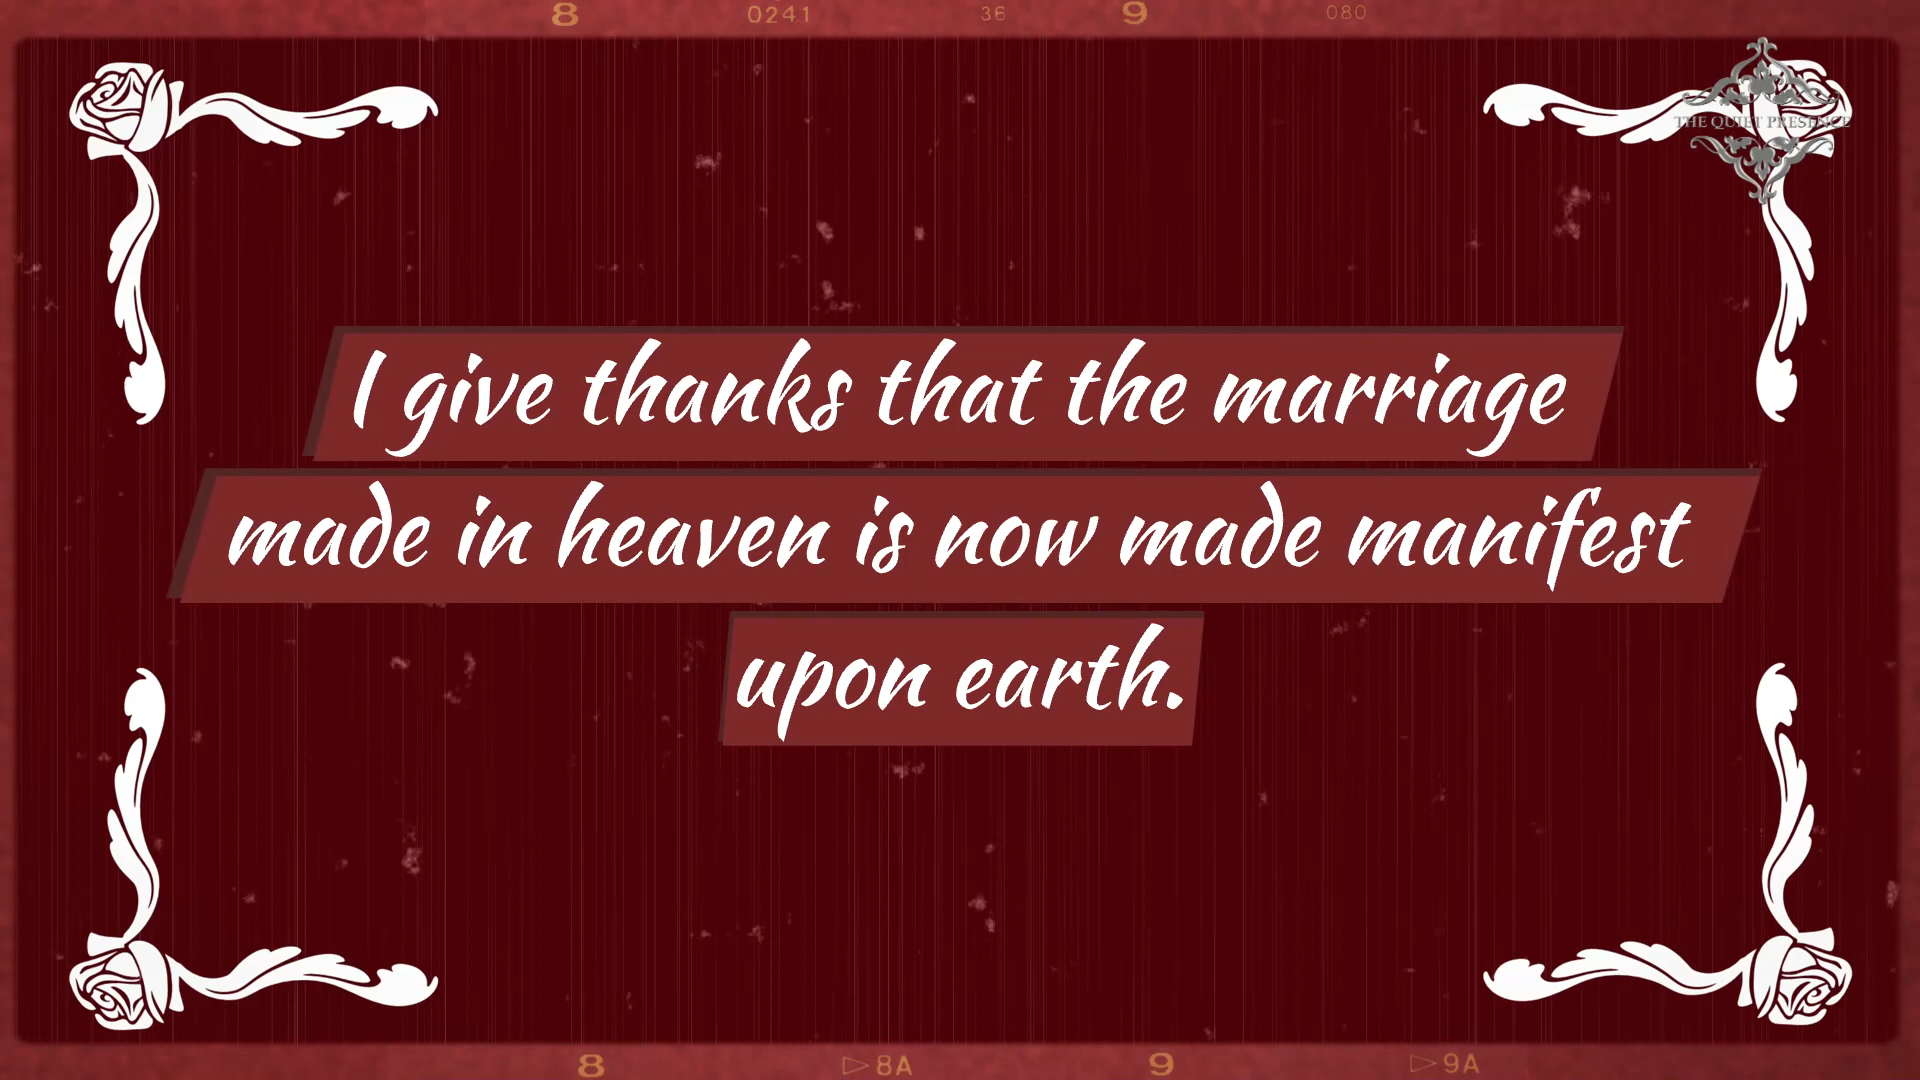 8 0241 36 9 080
THE QUIET PRESENCE
I give thanks that the marriage
made in heaven is now made manifest
upon earth.
8 ▷8A 9 ▷9A